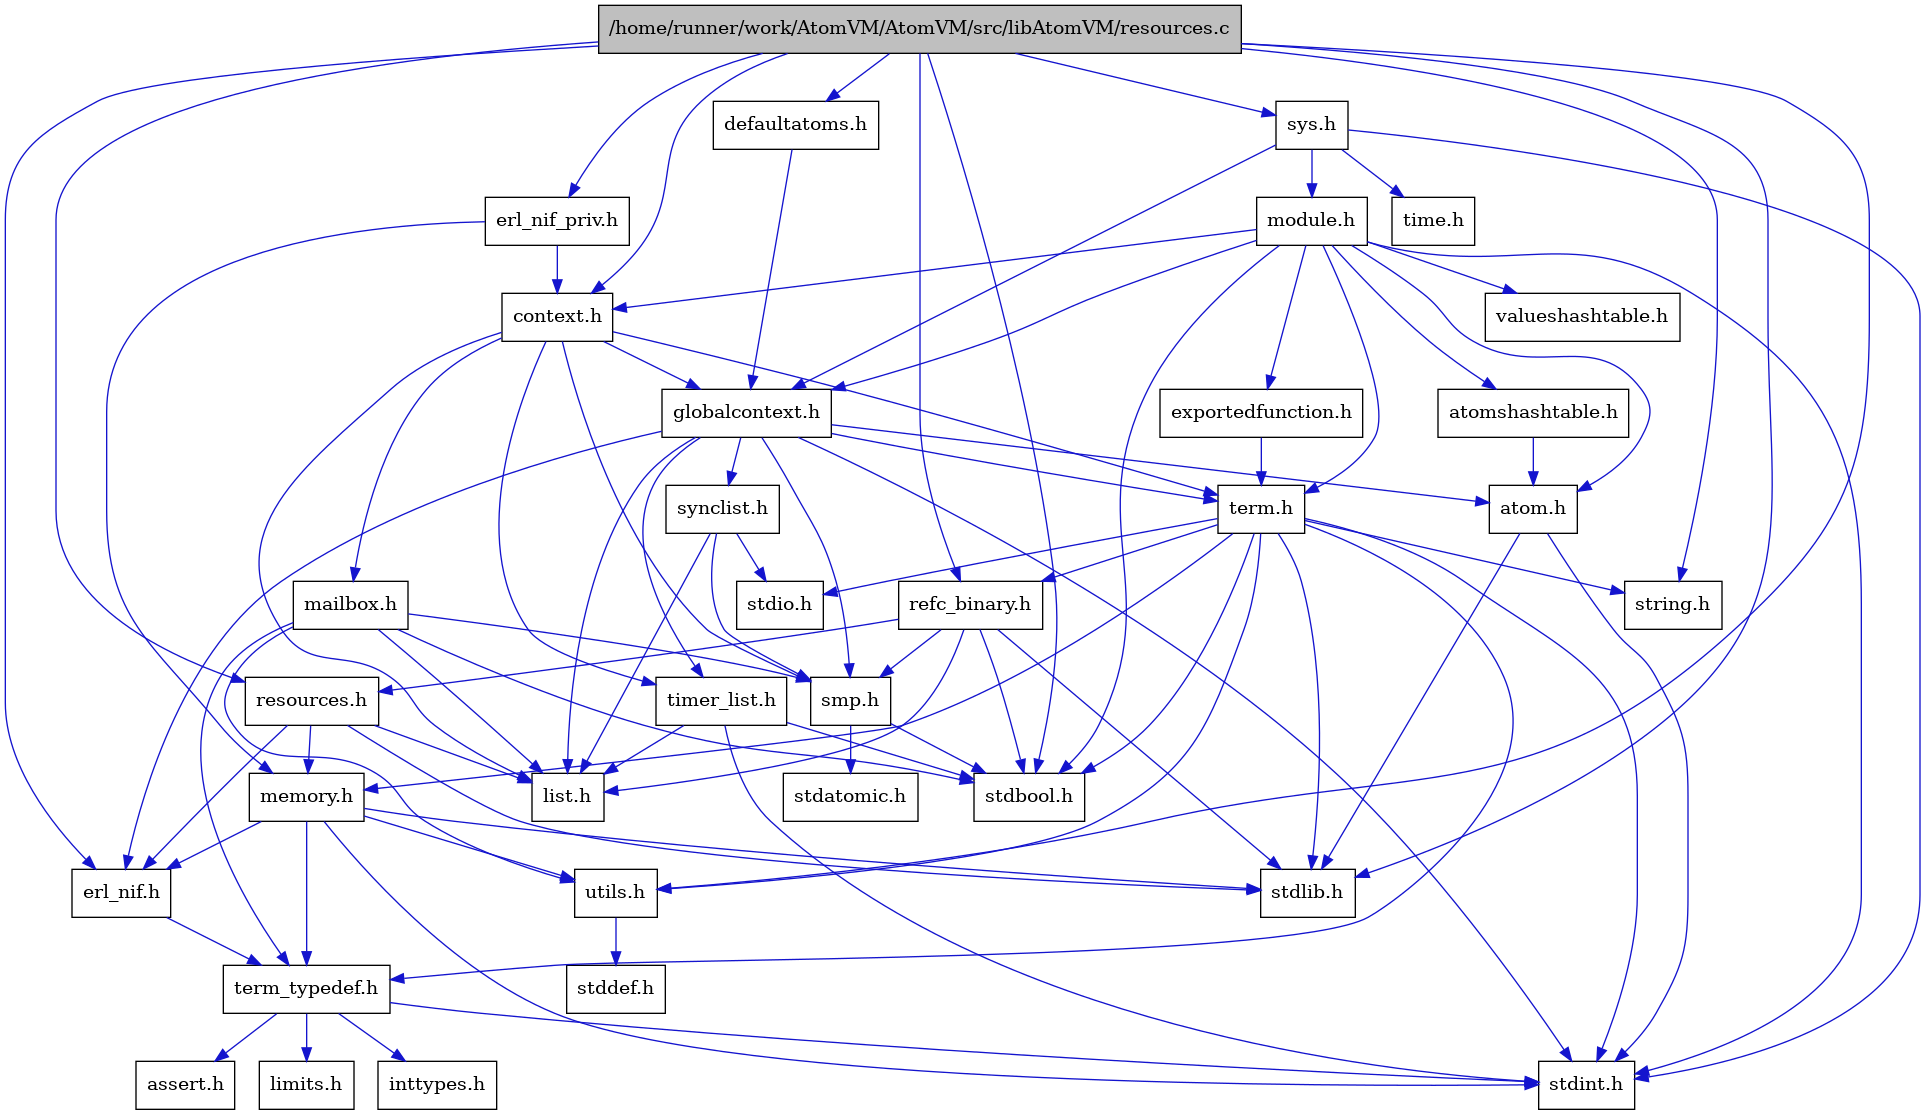 /home/runner/work/AtomVM/AtomVM/src/libAtomVM/resources.c
defaultatoms.h
sys.h
erl_nif_priv.h
module.h
time.h
context.h
valueshashtable.h
globalcontext.h
exportedfunction.h
atomshashtable.h
synclist.h
term.h
atom.h
mailbox.h
stdio.h
refc_binary.h
string.h
resources.h
timer_list.h
smp.h
memory.h
list.h
stdatomic.h
stdbool.h
erl_nif.h
utils.h
stdlib.h
term_typedef.h
stddef.h
assert.h
limits.h
inttypes.h
stdint.h